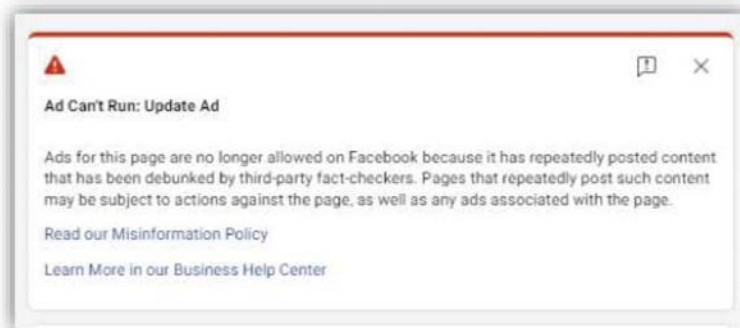 Ad Can't Run: Update Ad
Ads for this page are no longer allowed on Facebook because it has repeatedly posted content
that has been debunked by third-party fact-checkers. Pages that repeatedly post such content
may be subject to actions against the page, as well as any ads associated with the page.
Read our Misinformation Policy
Learn More in our Business Help Center